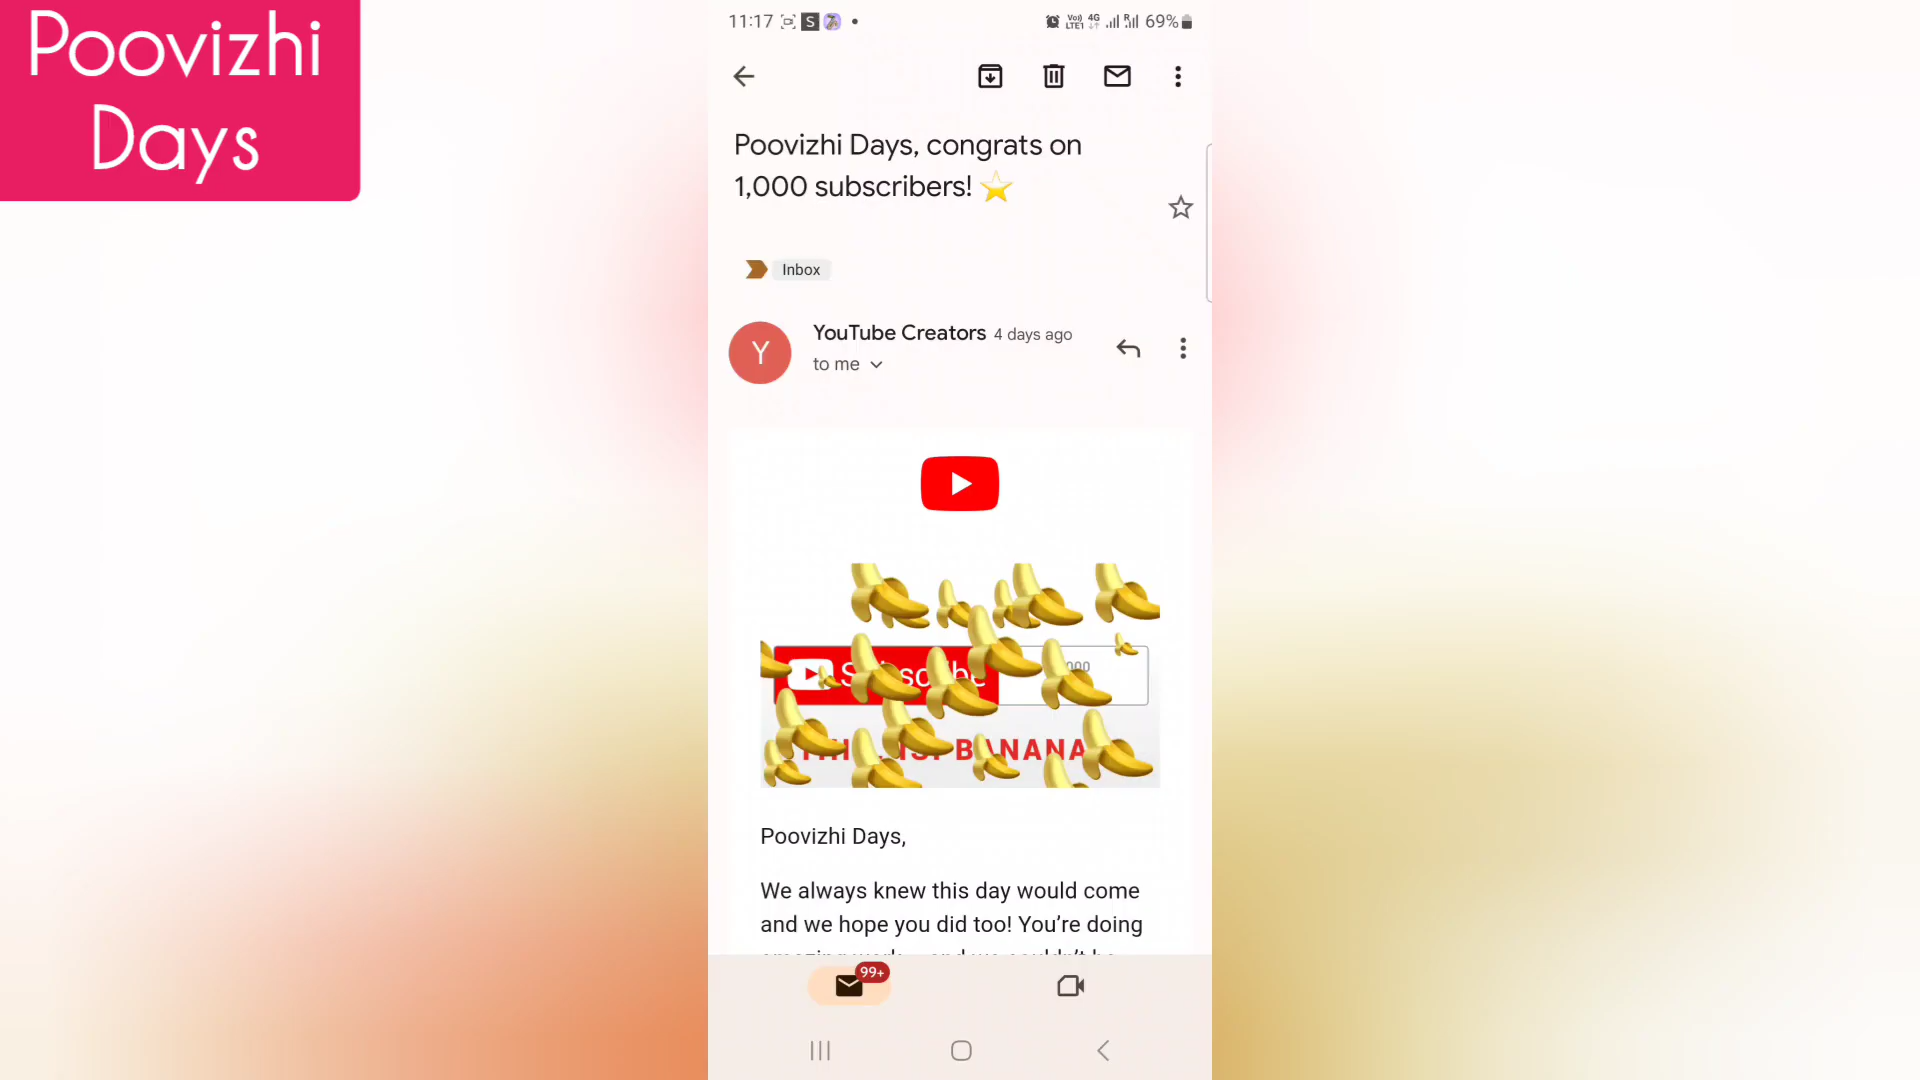 Poovizhi
Days
11:17
69%
Poovizhi Days, congrats on
1,000 subscribers! ⭐
Inbox
Y
YouTube Creators 4 days ago
to me
BANANA
Poovizhi Days,
We always knew this day would come
and we hope you did too! You’re doing
99+